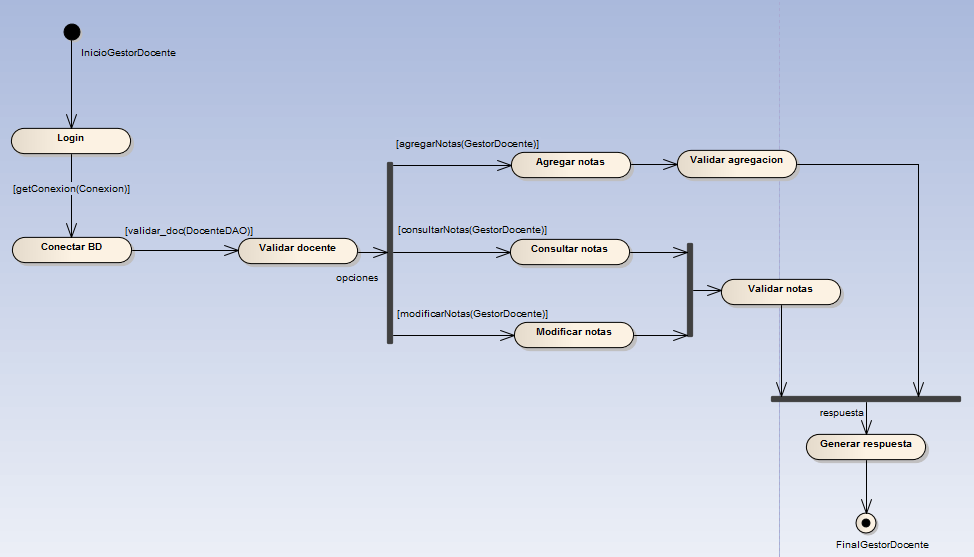 InicioGestorDocente
Login
[getConexion(Conexion)]
Conectar BD
[validar_doc(DocenteDAO)]
Validar docente
opciones
[agregarNotas(GestorDocente)]
Agregar notas
Validar agregacion
[consultarNotas(GestorDocente)]
Consultar notas
[modificarNotas(GestorDocente)]
Modificar notas
Validar notas
respuesta
Generar respuesta
FinalGestorDocente